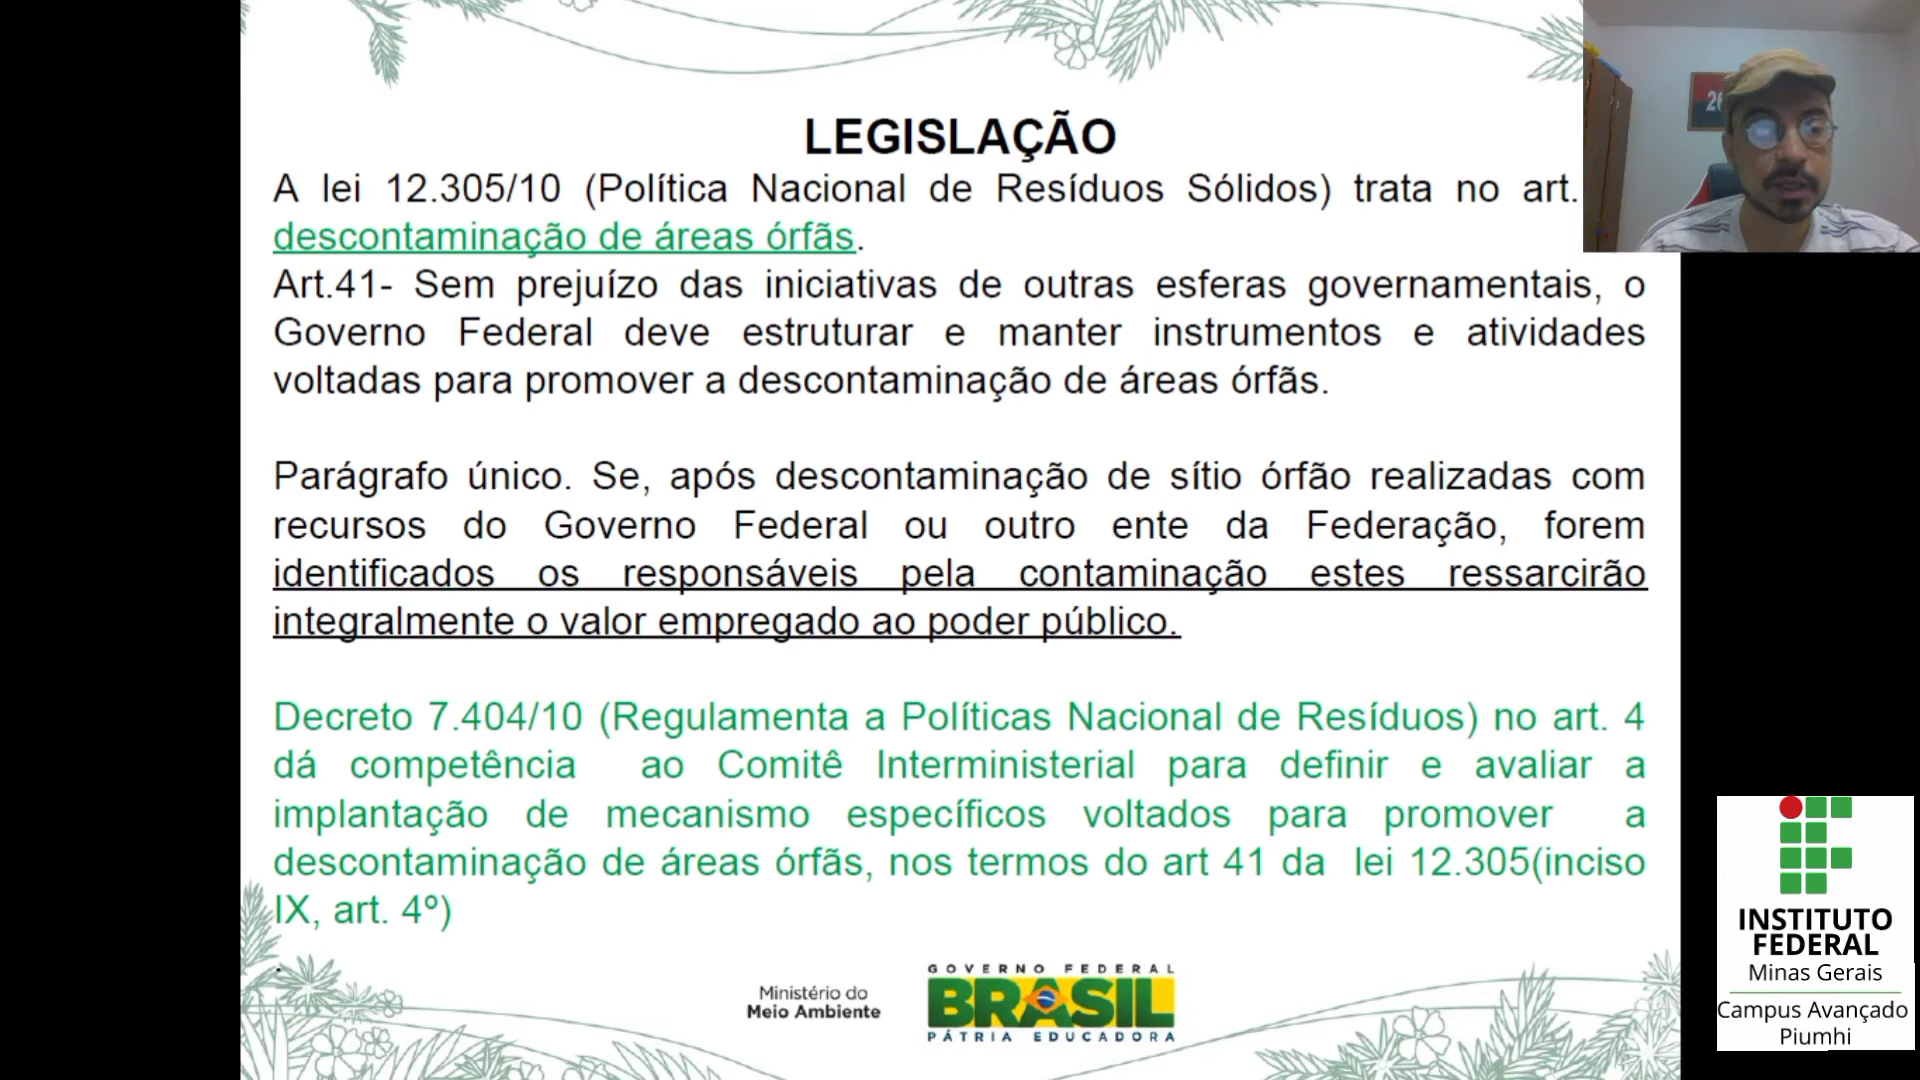 LEGISLAÇÃO
A lei 12.305/10 (Política Nacional de Resíduos Sólidos) trata no art.
descontaminação de áreas órfãs.
Art.41- Sem prejuízo das iniciativas de outras esferas governamentais, o
Governo Federal deve estruturar e manter instrumentos e atividades
voltadas para promover a descontaminação de áreas órfãs.
Parágrafo único. Se, após descontaminação de sítio órfão realizadas com
recursos do Governo Federal ou outro ente da Federação, forem
identificados os responsáveis pela contaminação estes ressarcirão
integralmente o valor empregado ao poder público.
Decreto 7.404/10 (Regulamenta a Políticas Nacional de Resíduos) no art. 4
dá competência ao Comitê Interministerial para definir e avaliar a
implantação de mecanismo específicos voltados para promover a
descontaminação de áreas órfãs, nos termos do art 41 da lei 12.305(inciso
IX, art. 4º)
.
Ministério do
Meio Ambiente
GOVERNO FEDERAL
BRASIL
PÁTRIA EDUCADORA
26
INSTITUTO
FEDERAL
Minas Gerais
Campus Avançado
Piumhi